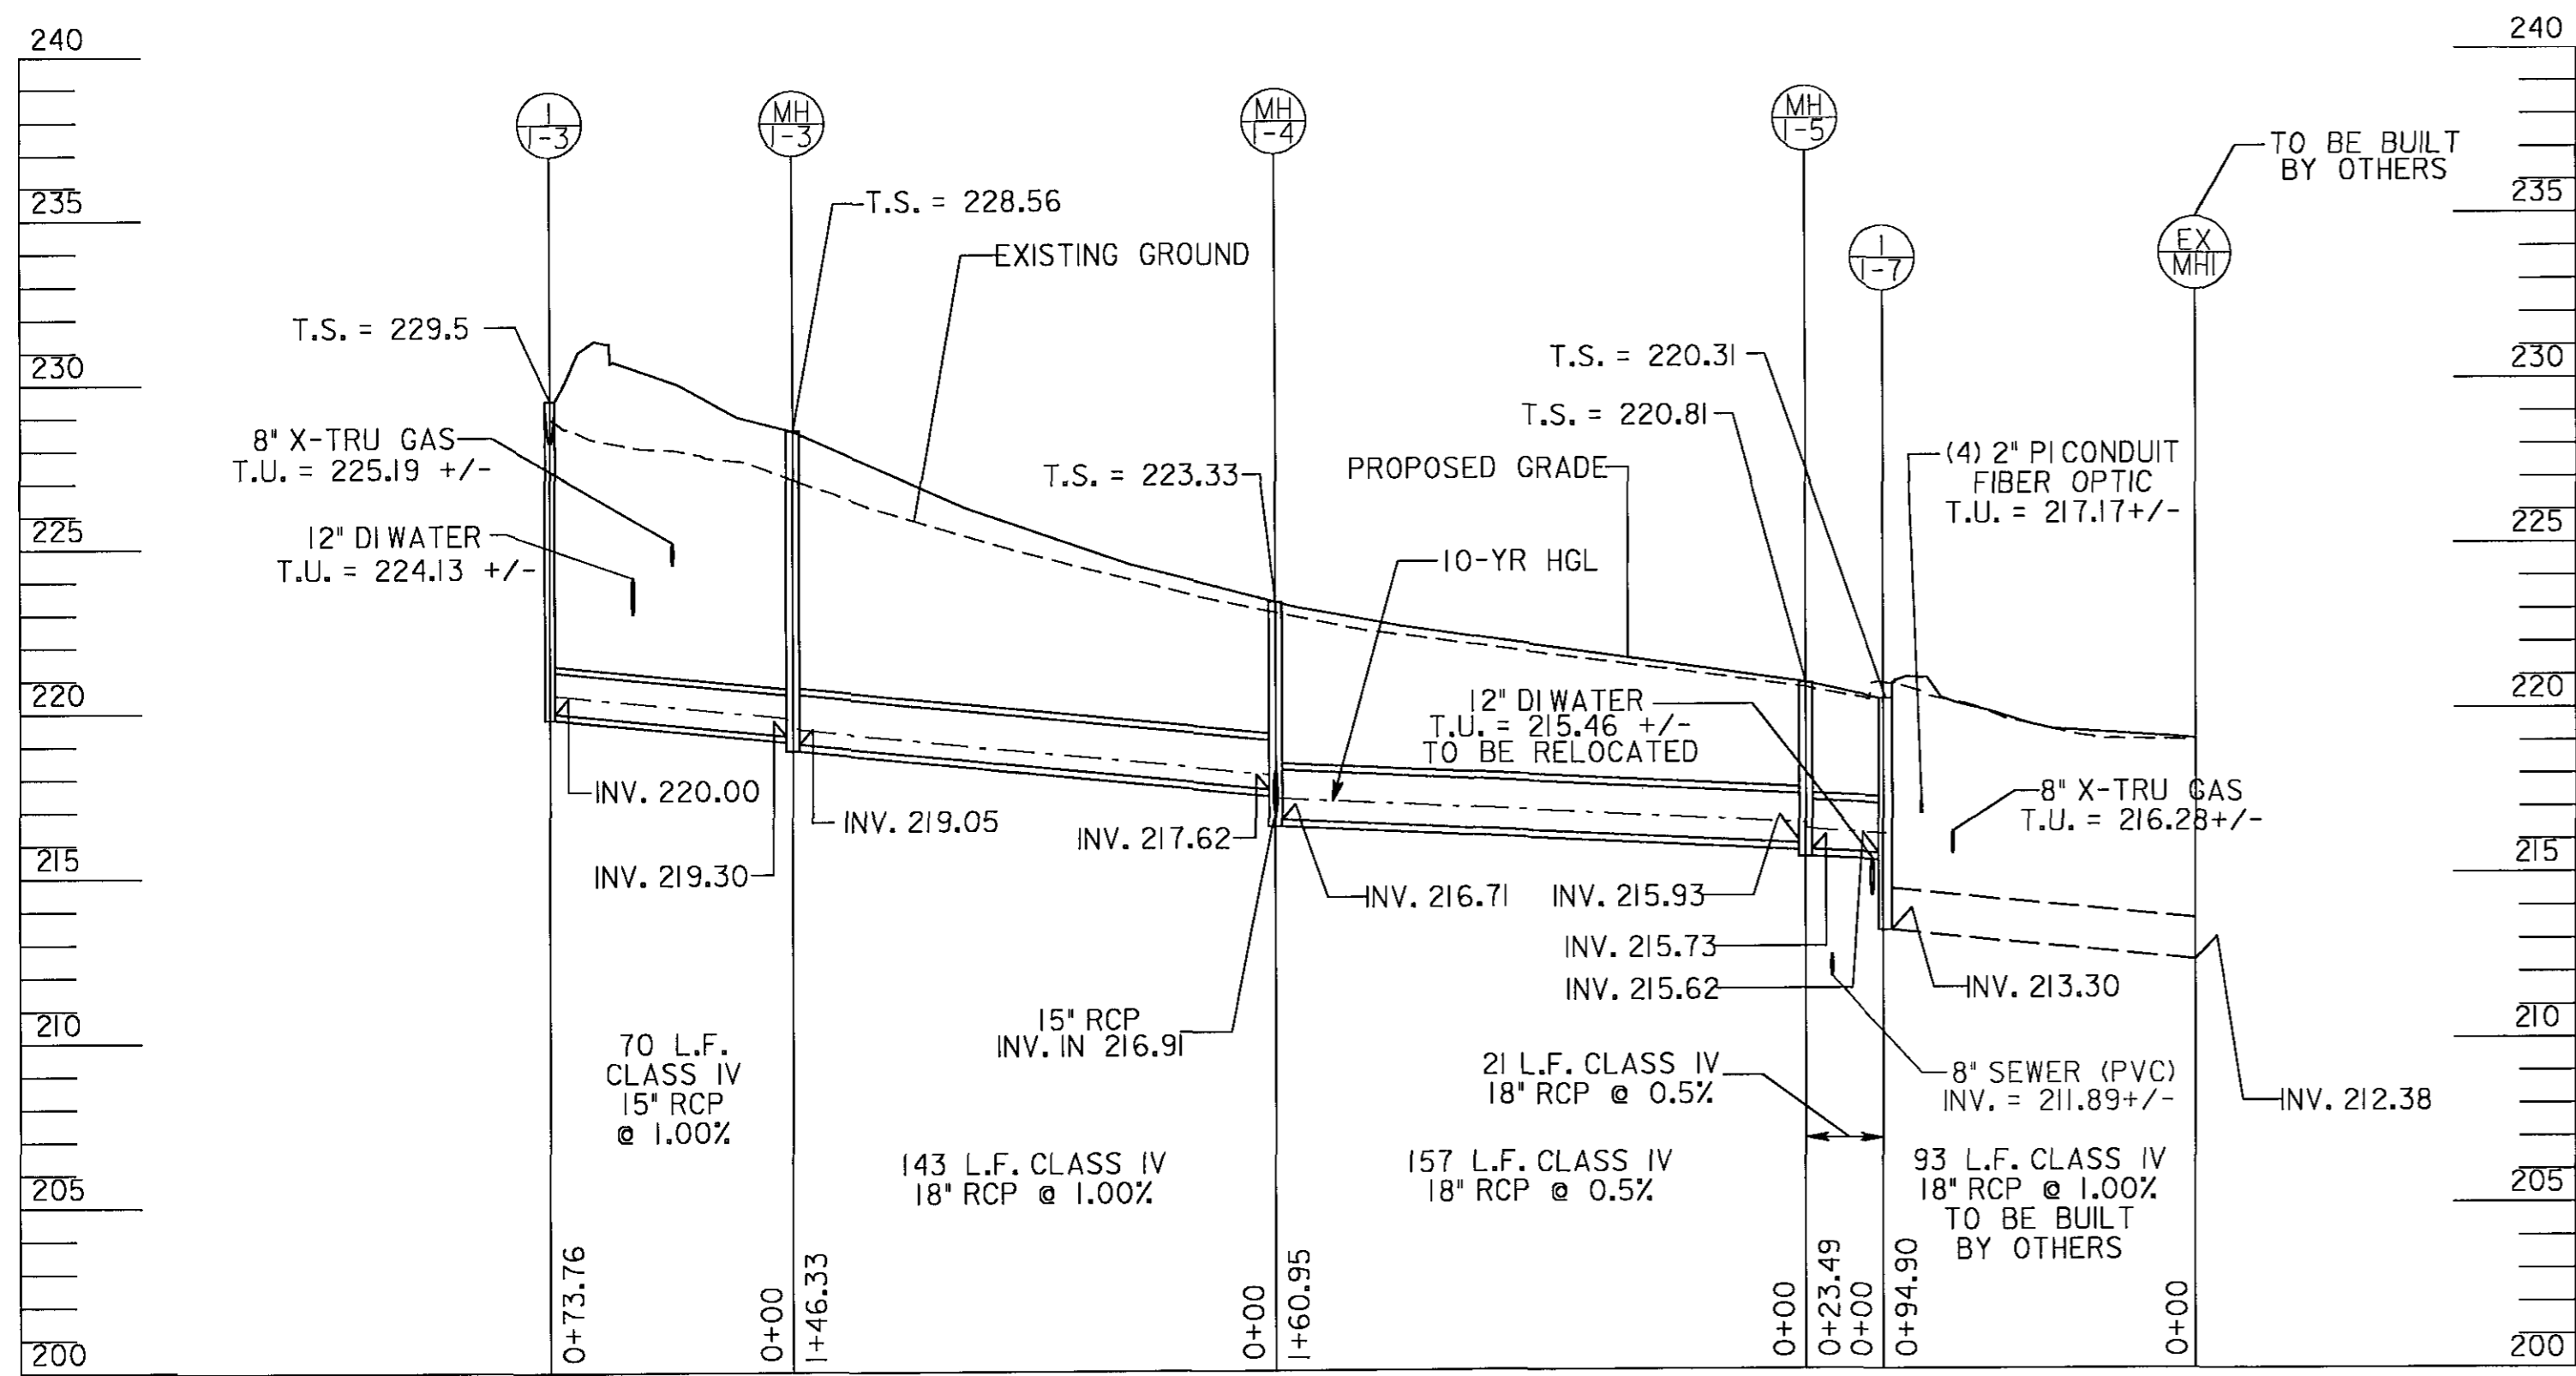 240
240
I
1-3
MH
1-3
MH
1-4
MH
1-5
TO BE BUILT
BY OTHERS
235
235
T.S. = 228.56
EXISTING GROUND
I
1-7
EX
MH1
T.S. = 229.5
230
230
T.S. = 220.31
T.S. = 220.81
8" X-TRU GAS
T.U. = 225.19 +/-
T.S. = 223.33
PROPOSED GRADE
(4) 2" PI CONDUIT
FIBER OPTIC
T.U. = 217.17+/-
225
225
12" DI WATER
T.U. = 224.13 +/-
10-YR HGL
220
220
12" DI WATER
T.U. = 215.46 +/-
TO BE RELOCATED
INV. 220.00
INV. 219.05
INV. 217.62
8" X-TRU GAS
T.U. = 216.28+/-
215
215
INV. 219.30
INV. 216.71
INV. 215.93
INV. 215.73
INV. 215.62
INV. 213.30
210
210
15" RCP
INV. IN 216.91
70 L.F.
CLASS IV
15" RCP
@ 1.00%
21 L.F. CLASS IV
18" RCP @ 0.5%
8" SEWER (PVC)
INV. = 211.89+/-
INV. 212.38
143 L.F. CLASS IV
18" RCP @ 1.00%
157 L.F. CLASS IV
18" RCP @ 0.5%
93 L.F. CLASS IV
18" RCP @ 1.00%
TO BE BUILT
BY OTHERS
205
205
0+73.76
0+00
1+46.33
0+00
1+60.95
0+00
0+23.49
0+00
0+94.90
0+00
200
200